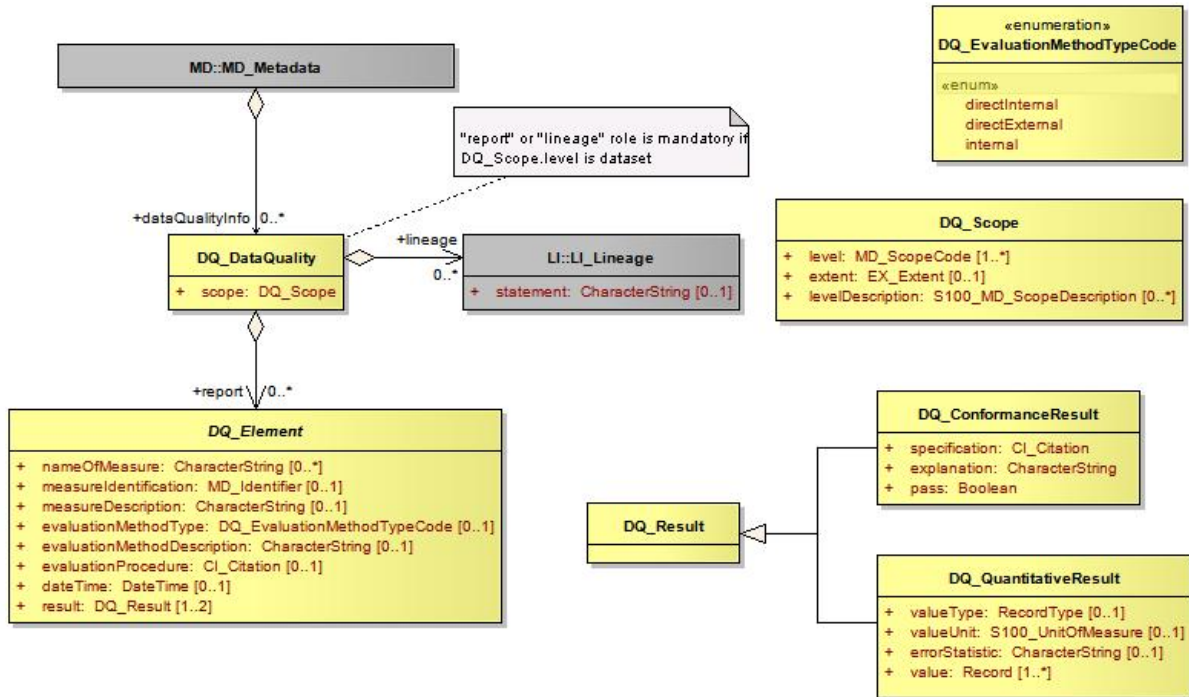 MD::MD_Metadata
«enumeration»
DQ_EvaluationMethodTypeCode
«enum»
directInternal
directExternal
internal
"report" or "lineage" role is mandatory if
DQ_Scope.level is dataset
+dataQualityInfo 0..*
DQ_DataQuality
+ scope: DQ_Scope
+lineage
0..*
LI::LI_Lineage
+ statement: CharacterString [0..1]
DQ_Scope
+ level: MD_ScopeCode [1..*]
+ extent: EX_Extent [0..1]
+ levelDescription: S100_MD_ScopeDescription [0..*]
+report 0..*
DQ_Element
+ nameOfMeasure: CharacterString [0..*]
+ measureIdentification: MD_Identifier [0..1]
+ measureDescription: CharacterString [0..1]
+ evaluationMethodType: DQ_EvaluationMethodTypeCode [0..1]
+ evaluationMethodDescription: CharacterString [0..1]
+ evaluationProcedure: CI_Citation [0..1]
+ dateTime: DateTime [0..1]
+ result: DQ_Result [1..2]
DQ_Result
DQ_ConformanceResult
+ specification: CI_Citation
+ explanation: CharacterString
+ pass: Boolean
DQ_QuantitativeResult
+ valueType: RecordType [0..1]
+ valueUnit: S100_UnitOfMeasure [0..1]
+ errorStatistic: CharacterString [0..1]
+ value: Record [1..*]